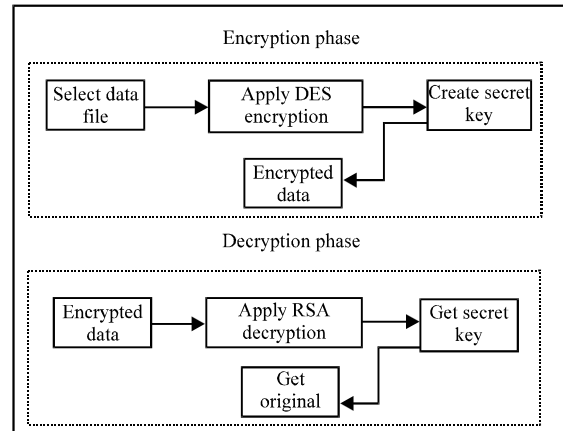 Encryption phase
Select data
file
Apply DES
encryption
Create secret
key
Encrypted
data
Decryption phase
Encrypted
data
Apply RSA
decryption
Get secret
key
Get
original